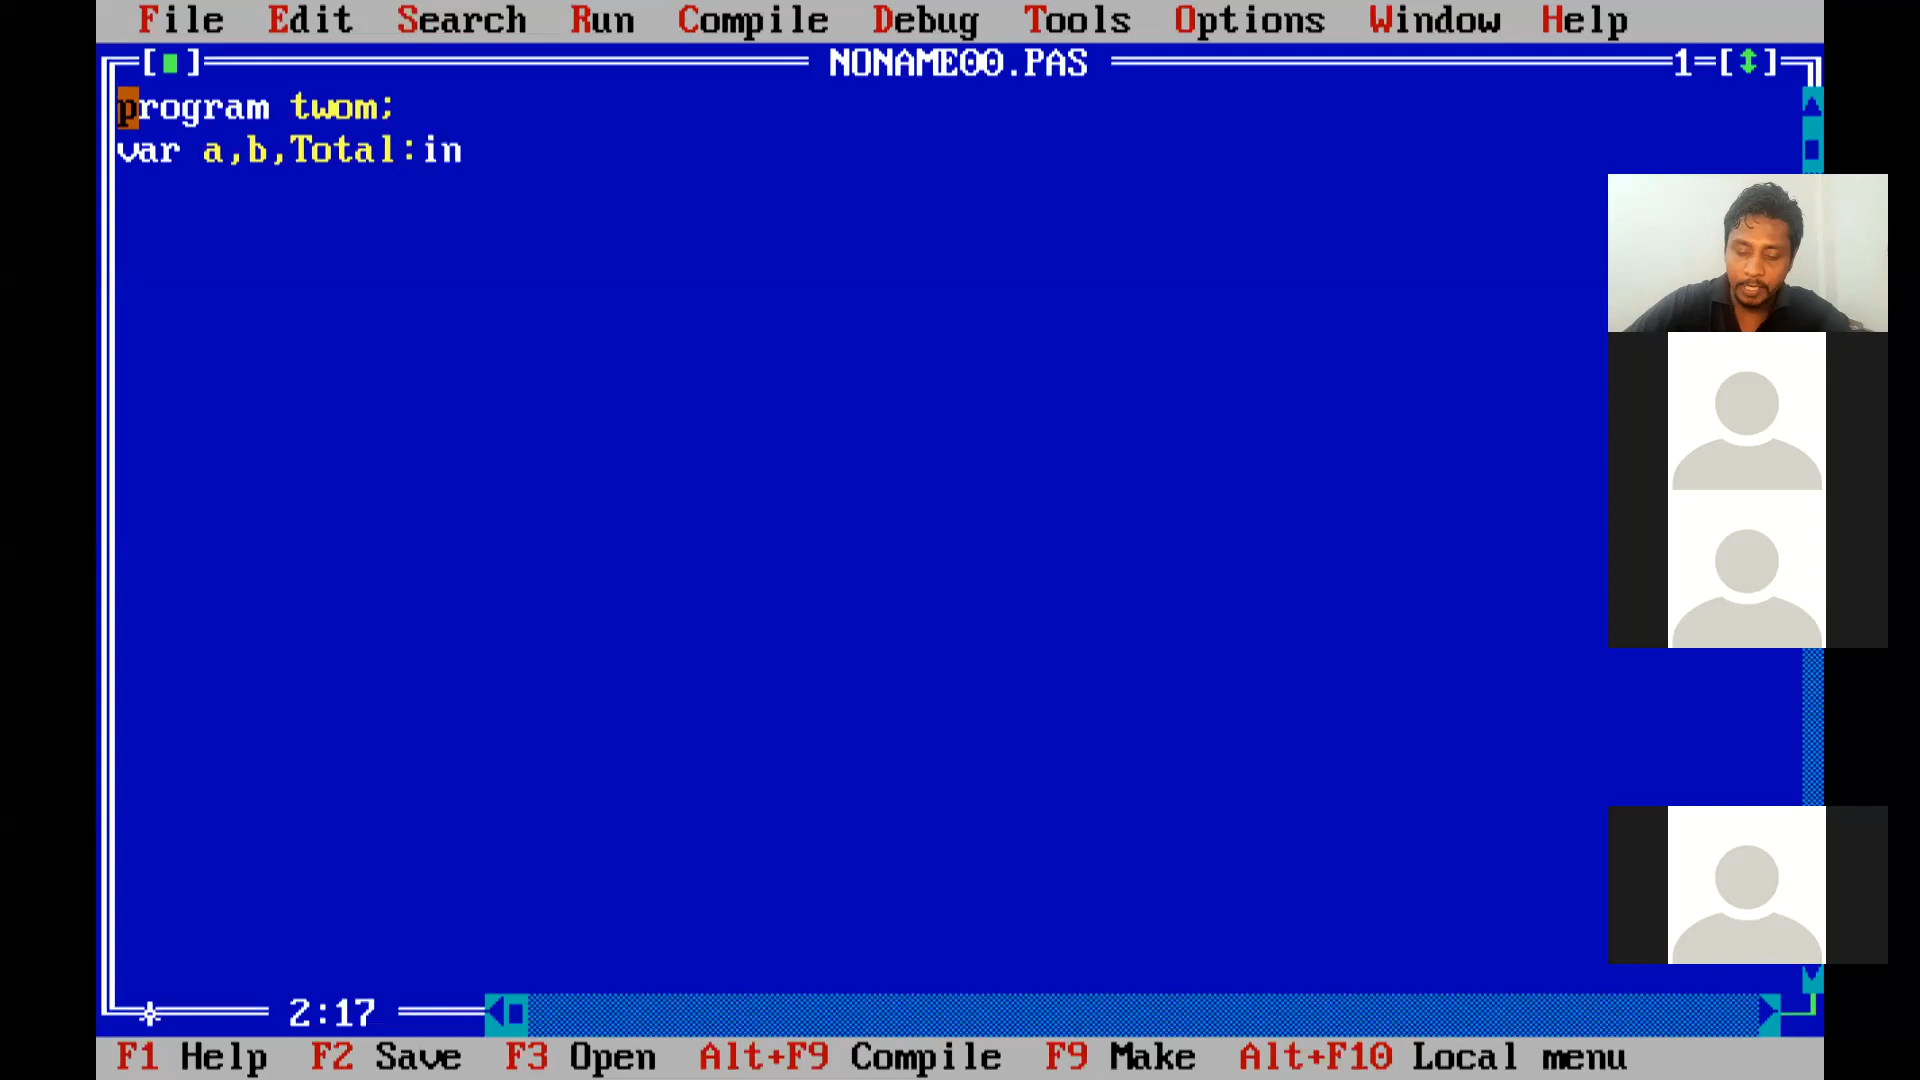 File Edit Search Run Compile Debug Tools Options Window Help
[■] NONAME00.PAS 1=[↕]
program twom;
var a,b,Total:in
2:17
F1 Help F2 Save F3 Open Alt+F9 Compile F9 Make Alt+F10 Local menu